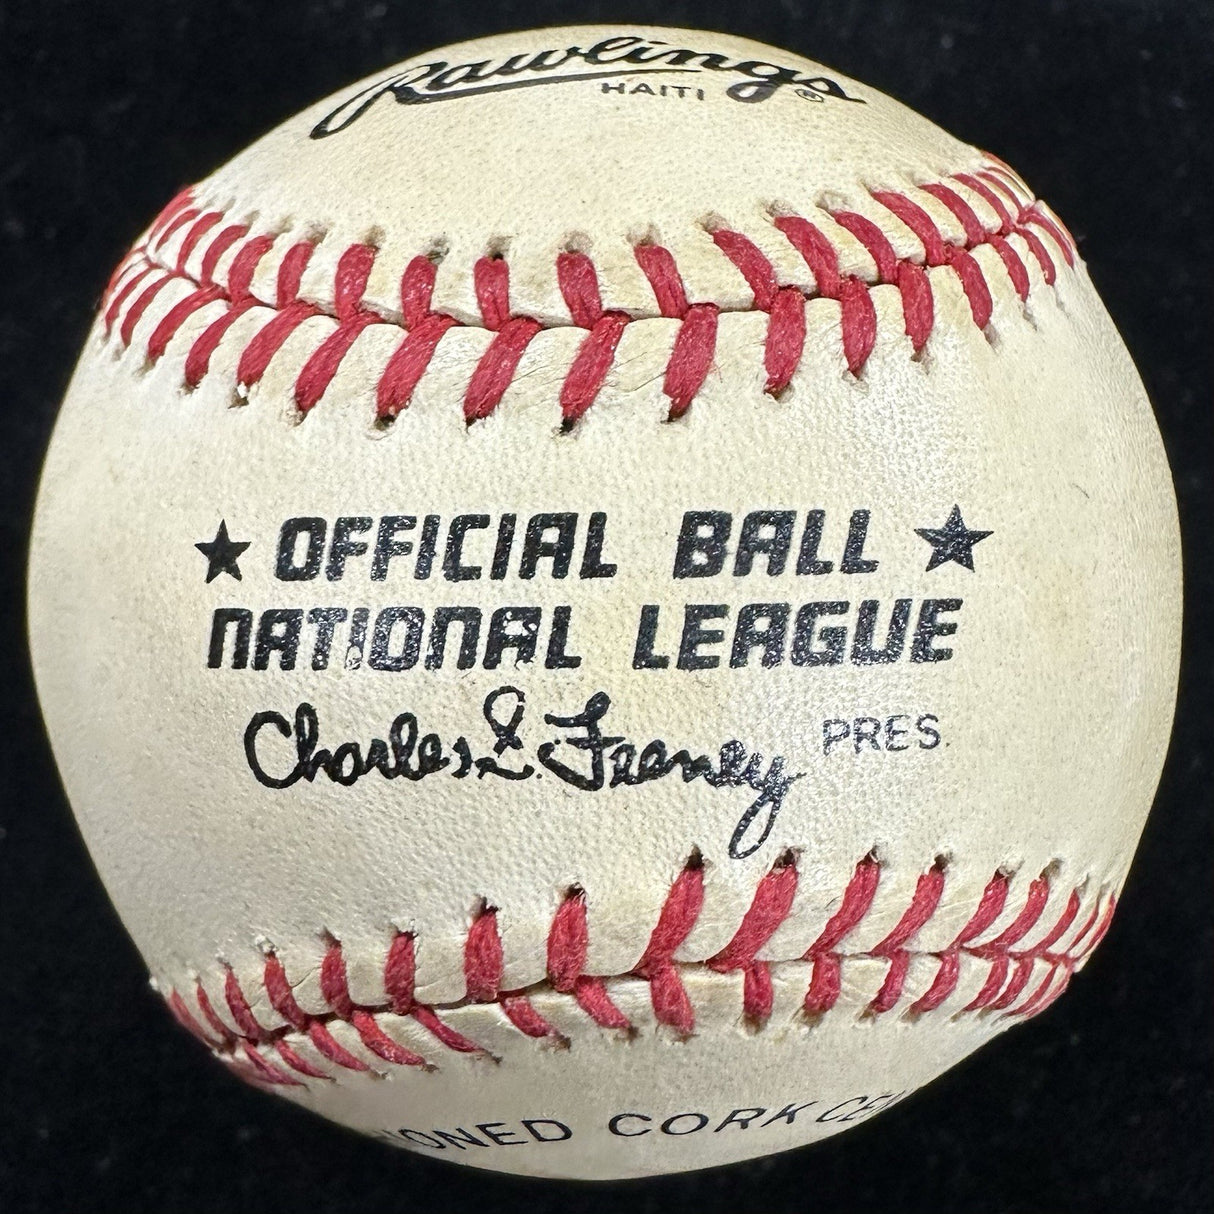 Rawlings®
HAITI
★ OFFICIAL BALL ★
NATIONAL LEAGUE
Charles S. Feeney PRES.
CORK